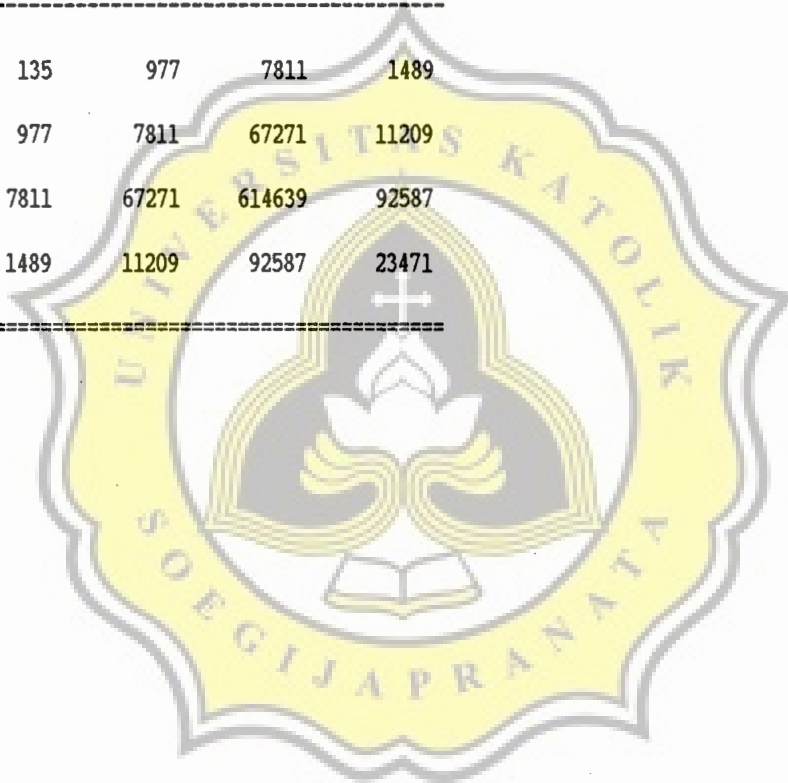 135 977 7811 1489
977 7811 67271 11209
7811 67271 614639 92587
1489 11209 92587 23471
UNIVERSITAS KATOLIK
SOEGIJAPRANATA